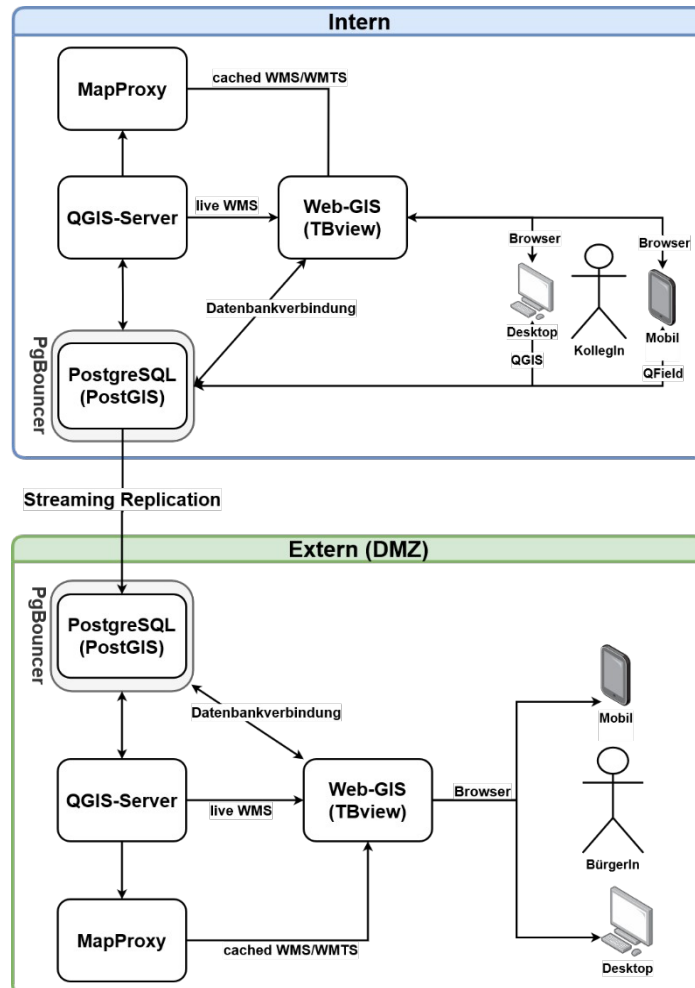 Intern
MapProxy
cached WMS/WMTS
QGIS-Server
live WMS
Web-GIS
(TBview)
Browser
Browser
Desktop
KollegIn
Mobil
Datenbankverbindung
QGIS
QField
PgBouncer
PostgreSQL
(PostGIS)
Streaming Replication
Extern (DMZ)
PgBouncer
PostgreSQL
(PostGIS)
Datenbankverbindung
Mobil
QGIS-Server
live WMS
Web-GIS
(TBview)
Browser
BürgerIn
MapProxy
cached WMS/WMTS
Desktop